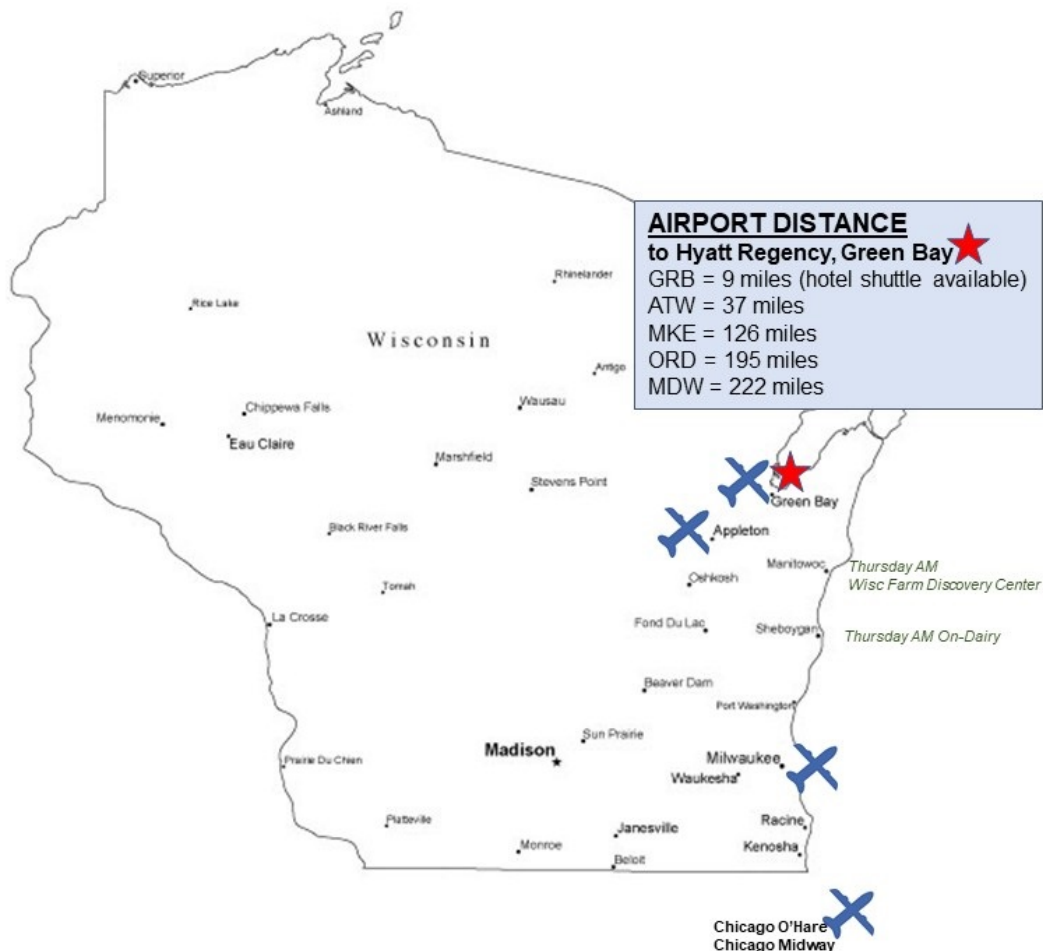 Superior
Ashland
AIRPORT DISTANCE
to Hyatt Regency, Green Bay
GRB = 9 miles (hotel shuttle available)
ATW = 37 miles
MKE = 126 miles
ORD = 195 miles
MDW = 222 miles
Rhinelander
Rice Lake
Wisconsin
Antigo
Wausau
Chippewa Falls
Menomonie
Eau Claire
Marshfield
Stevens Point
Green Bay
Black River Falls
Appleton
Manitowoc
Thursday AM
Wisc Farm Discovery Center
Oshkosh
Tomah
La Crosse
Fond Du Lac
Sheboygan
Thursday AM On-Dairy
Beaver Dam
Port Washington
Sun Prairie
Madison
Milwaukee
Prairie Du Chien
Waukesha
Platteville
Janesville
Racine
Monroe
Kenosha
Beloit
Chicago O'Hare
Chicago Midway